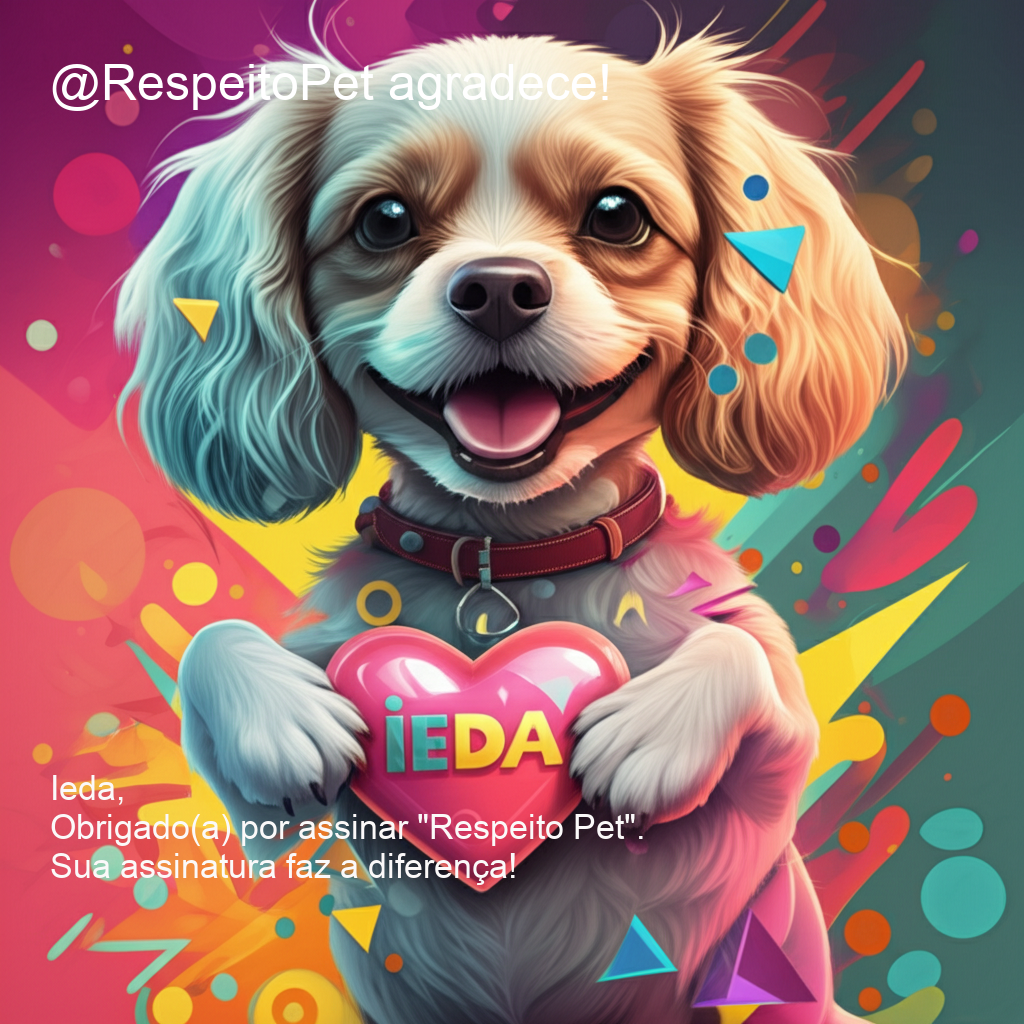 @RespeitoPet agradece!
iEDA
Ieda,
Obrigado(a) por assinar "Respeito Pet".
Sua assinatura faz a diferença!